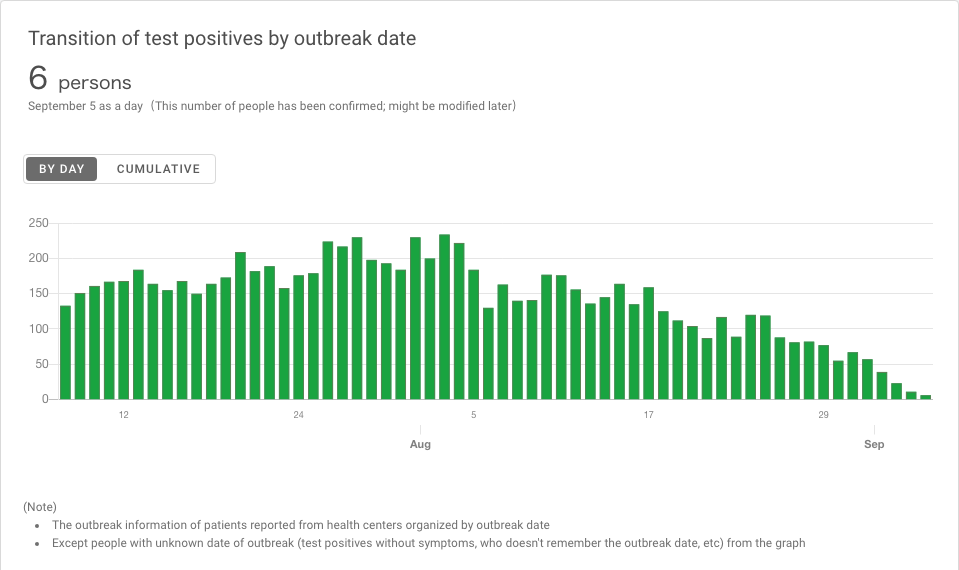 Transition of test positives by outbreak date
6 persons
September 5 as a day（This number of people has been confirmed; might be modified later）
BY DAY CUMULATIVE
250
200
150
100
50
0
12 24 5 17 29
Aug Sep
(Note)
• The outbreak information of patients reported from health centers organized by outbreak date
• Except people with unknown date of outbreak (test positives without symptoms, who doesn't remember the outbreak date, etc) from the graph